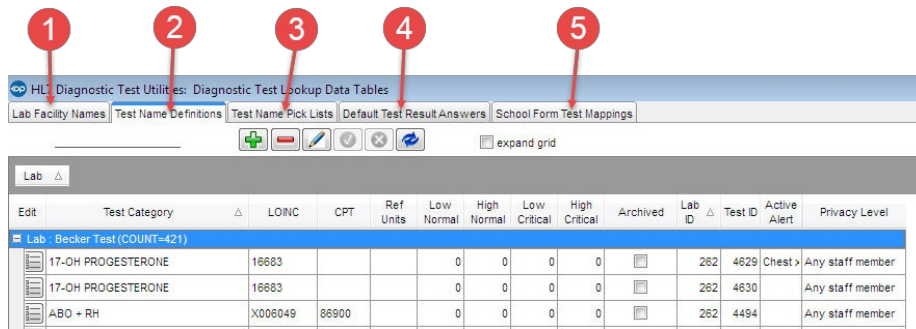 1 2 3 4 5
HLT Diagnostic Test Utilities: Diagnostic Test Lookup Data Tables
Lab Facility Names Test Name Definitions Test Name Pick Lists Default Test Result Answers School Form Test Mappings
expand grid
Lab
Edit Test Category LOINC CPT Ref Units Low Normal High Normal Low Critical High Critical Archived Lab ID Test ID Active Alert Privacy Level
Lab : Becker Test (COUNT=421)
17-OH PROGESTERONE 16683 0 0 0 0 262 4629 Chest x Any staff member
17-OH PROGESTERONE 16683 0 0 0 0 262 4630 Any staff member
ABO + RH X006049 86900 0 0 0 0 262 4494 Any staff member